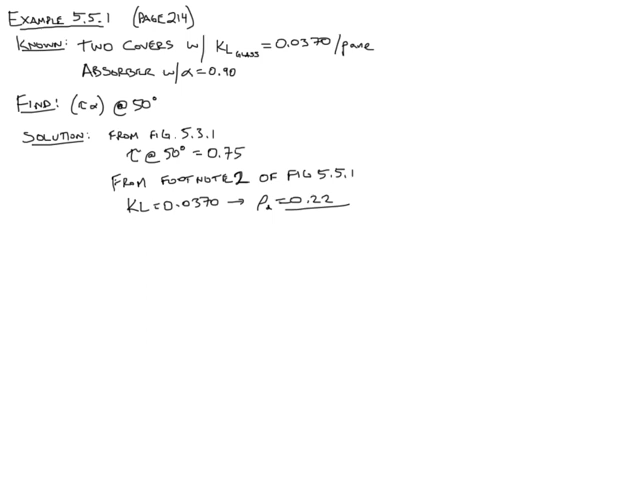 EXAMPLE 5.5.1 (PAGE 214)
KNOWN: TWO COVERS W/ KL GLASS = 0.0370/pane
ABSORBER W/α = 0.90
FIND: (τα) @ 50°
SOLUTION: FROM FIG. 5.3.1
τ @ 50° = 0.75
FROM FOOTNOTE 2 OF FIG 5.5.1
KL = 0.0370 → ρd = 0.22